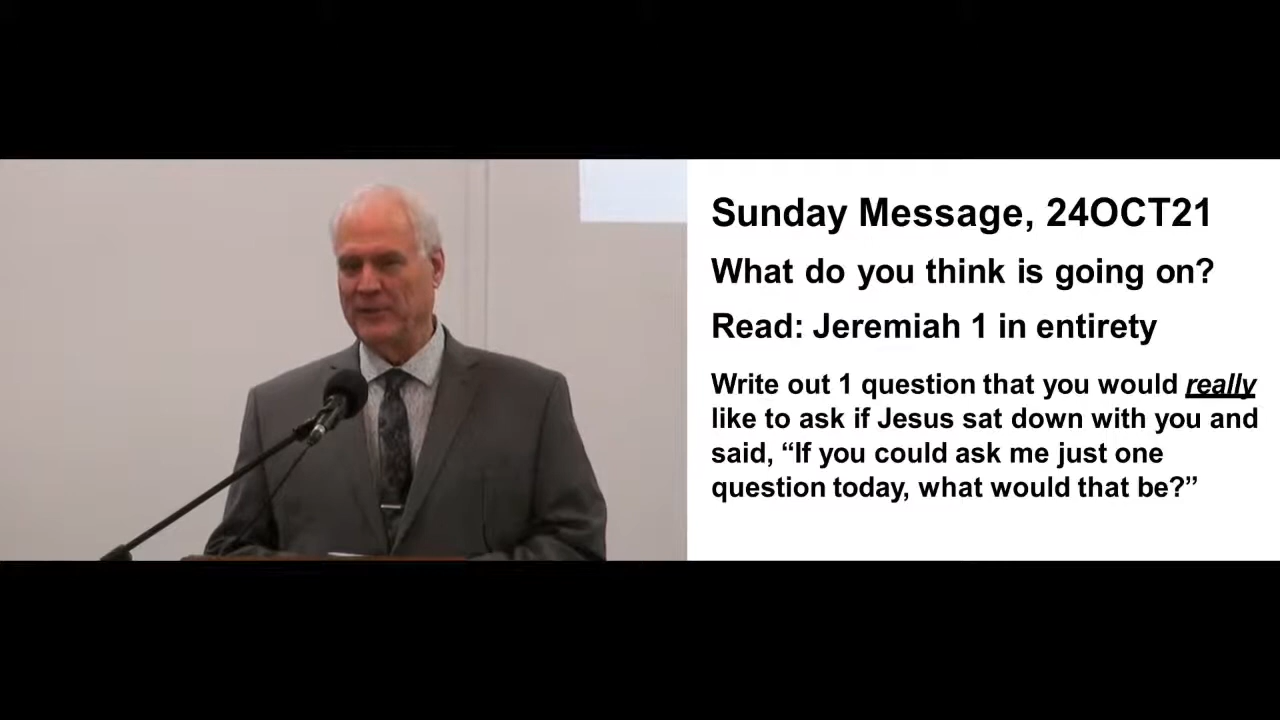 Sunday Message, 24OCT21
What do you think is going on?
Read: Jeremiah 1 in entirety
Write out 1 question that you would really
like to ask if Jesus sat down with you and
said, “If you could ask me just one
question today, what would that be?”